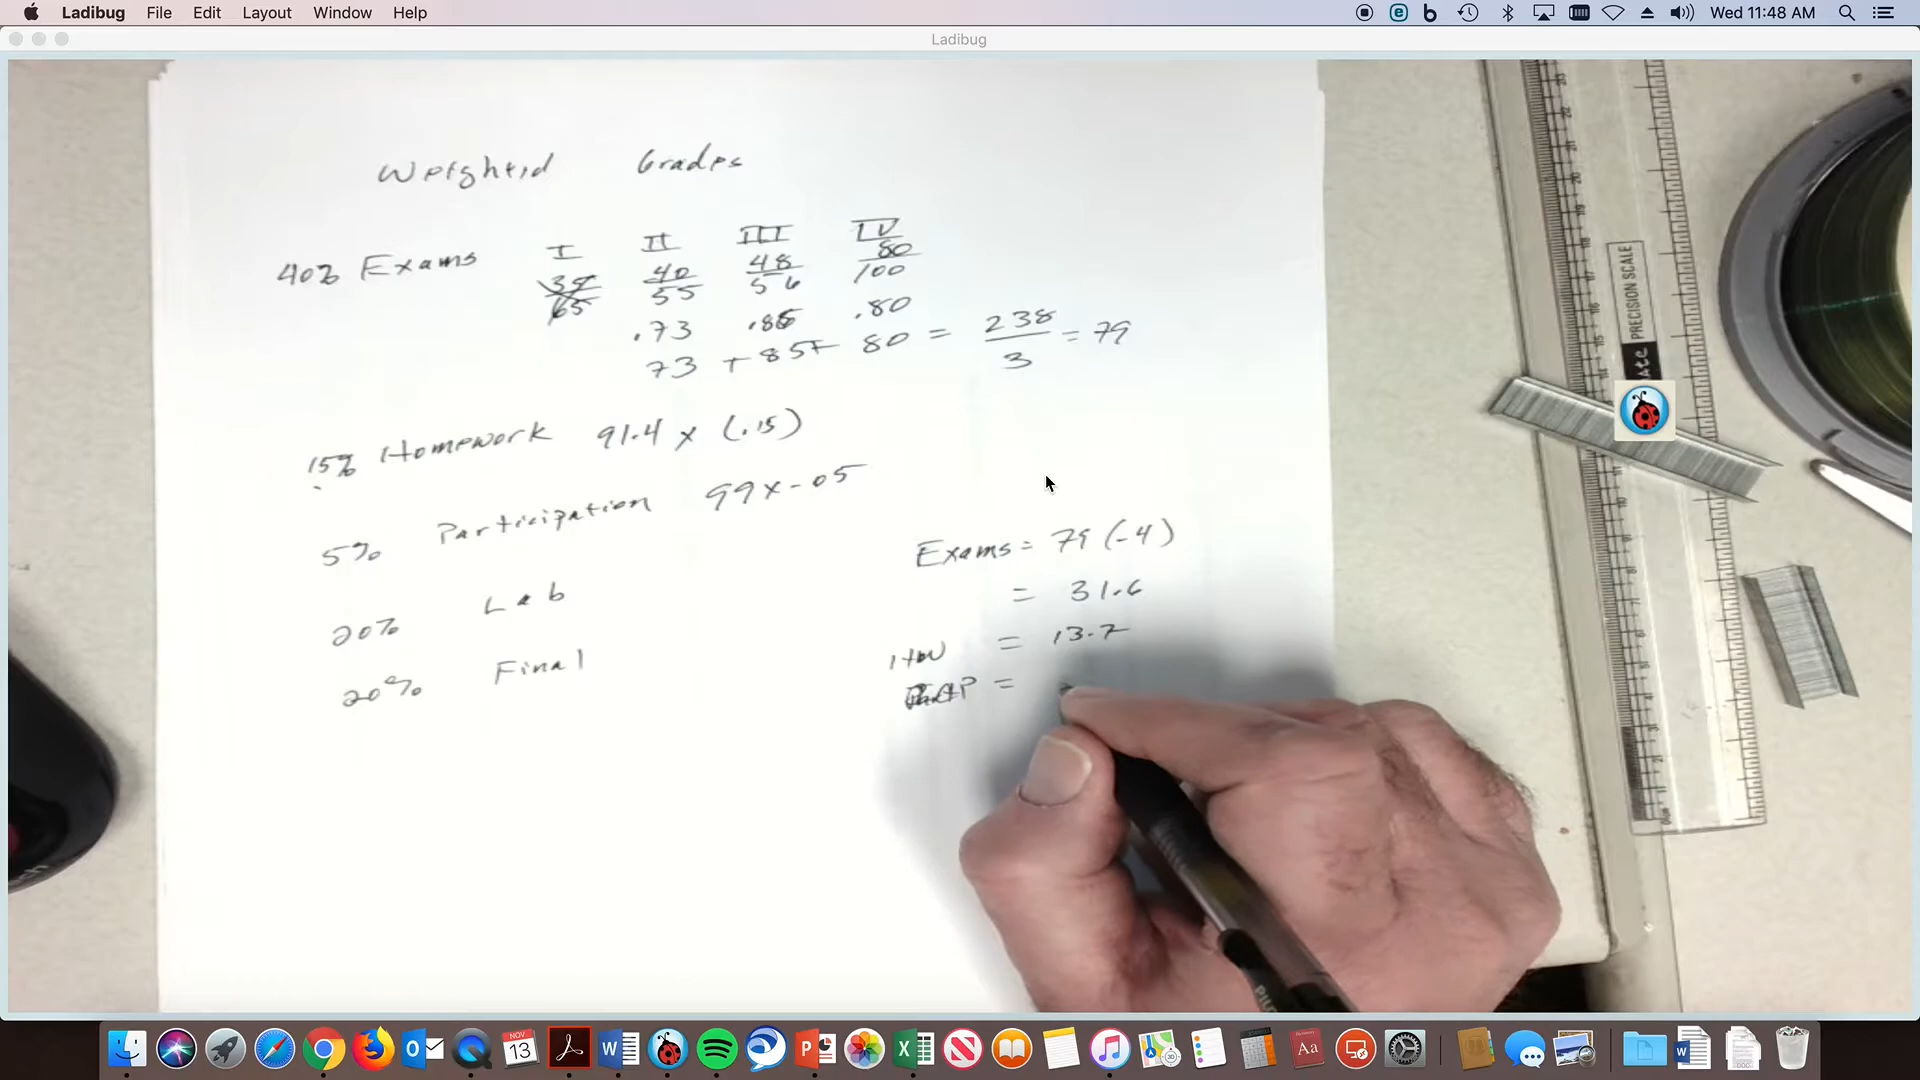 Ladibug File Edit Layout Window Help Wed 11:48 AM
Ladibug
Weighted Grades
I II III IV
40% Exams 40/55 48/56 80/100
.73 .85 .80
73 + 85 + 80 = 238/3 = 79
15% Homework 91.4 x (.15)
5% Participation 99 x .05
20% Lab
20% Final
Exams = 79 (.4)
= 31.6
HW = 13.7
P =
PRECISION SCALE
NOV
13